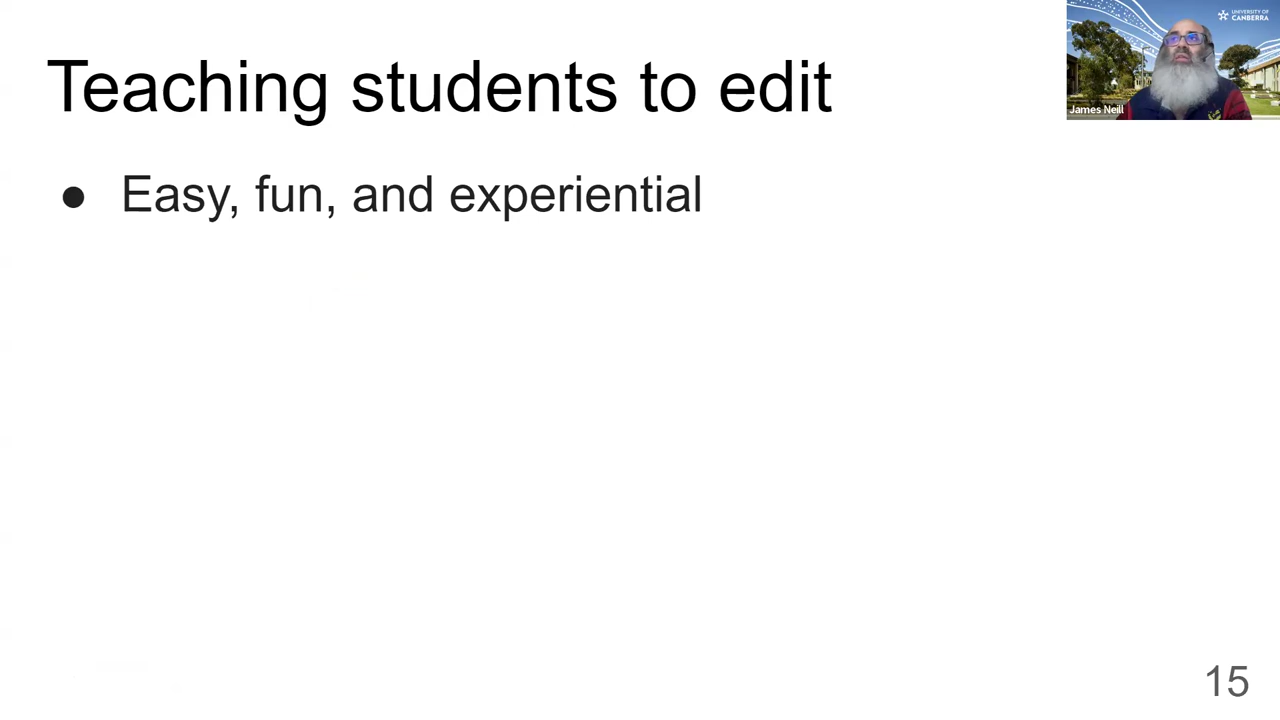 Teaching students to edit
● Easy, fun, and experiential
UNIVERSITY OF
CANBERRA
James Neill
15